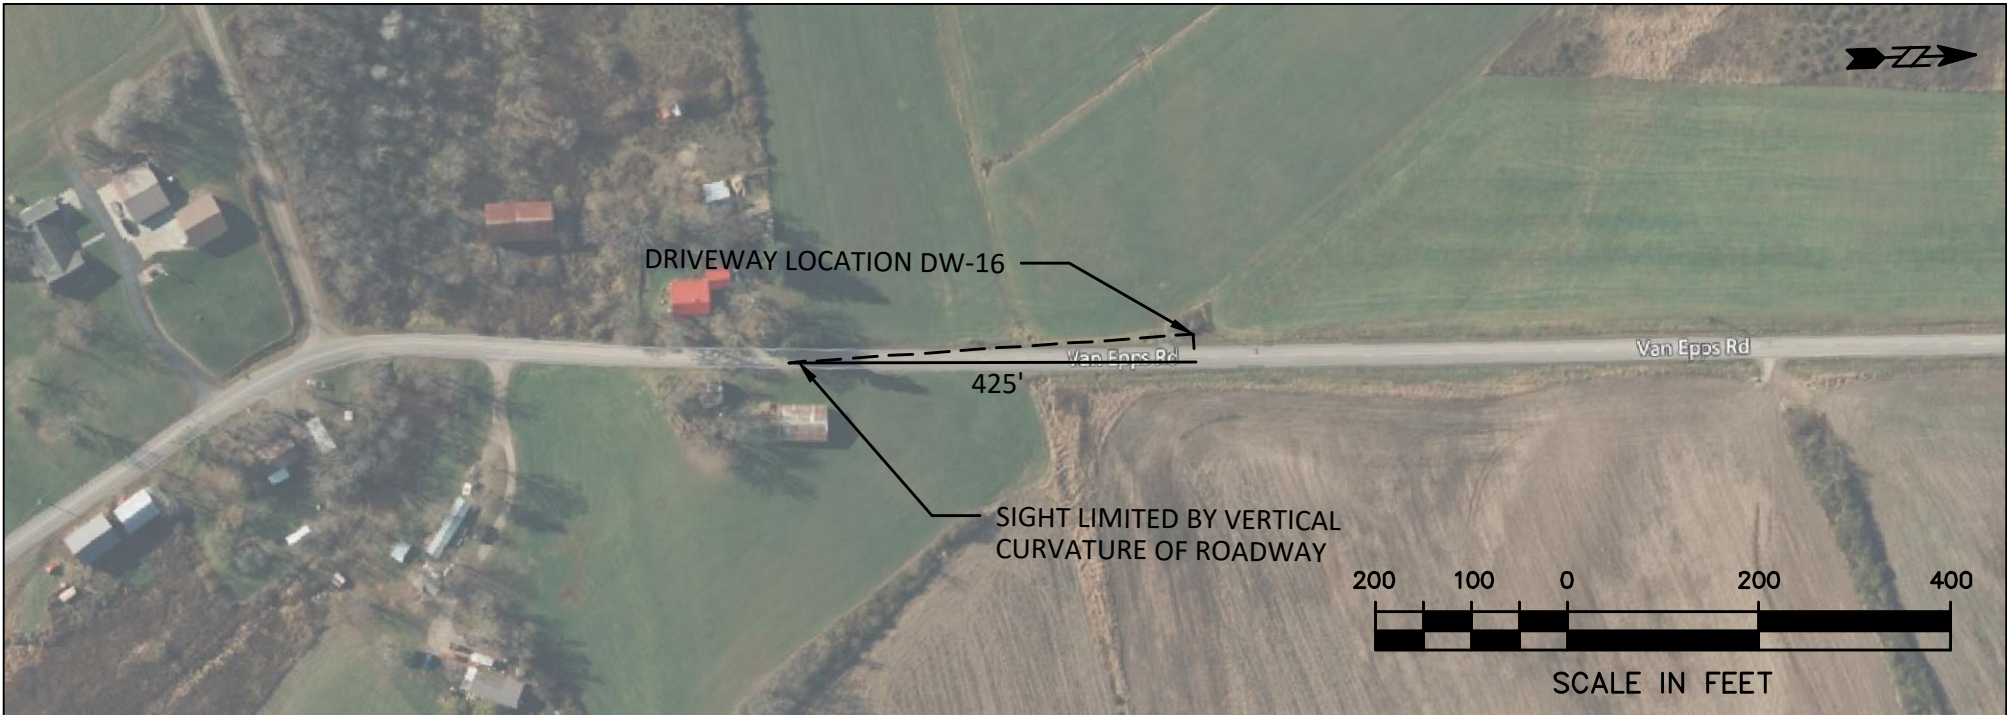 DRIVEWAY LOCATION DW-16
Van Epps Rd
Van Epps Rd
425'
SIGHT LIMITED BY VERTICAL
CURVATURE OF ROADWAY
200 100 0 200 400
SCALE IN FEET